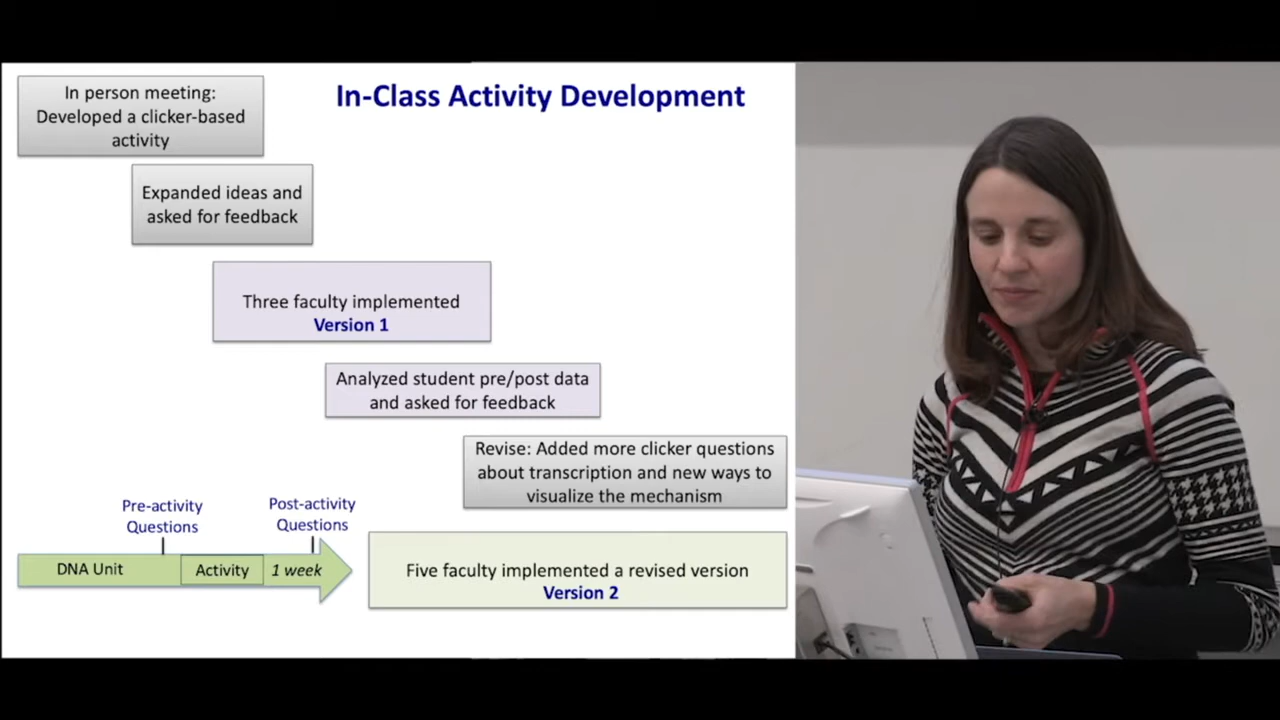 In-Class Activity Development
In person meeting:
Developed a clicker-based
activity
Expanded ideas and
asked for feedback
Three faculty implemented
Version 1
Analyzed student pre/post data
and asked for feedback
Revise: Added more clicker questions
about transcription and new ways to
visualize the mechanism
Pre-activity
Questions
Post-activity
Questions
DNA Unit
Activity
1 week
Five faculty implemented a revised version
Version 2